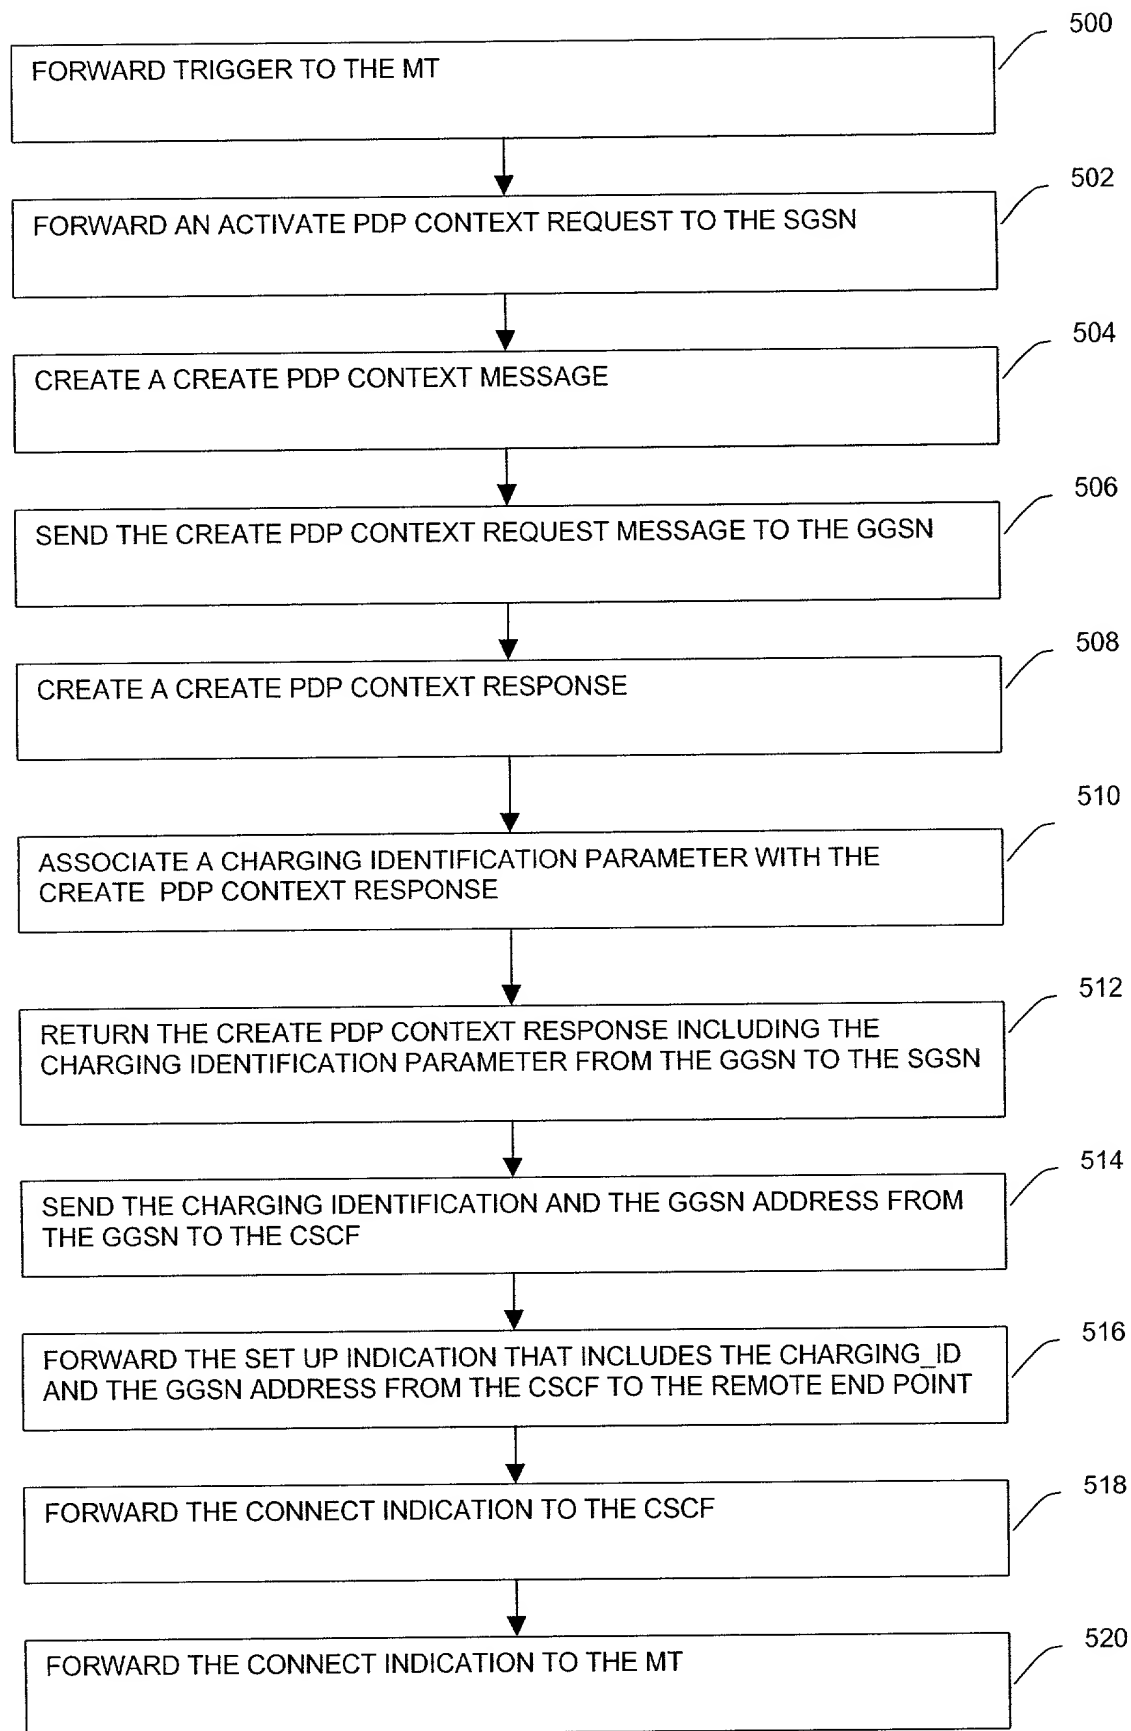 500
FORWARD TRIGGER TO THE MT
502
FORWARD AN ACTIVATE PDP CONTEXT REQUEST TO THE SGSN
504
CREATE A CREATE PDP CONTEXT MESSAGE
506
SEND THE CREATE PDP CONTEXT REQUEST MESSAGE TO THE GGSN
508
CREATE A CREATE PDP CONTEXT RESPONSE
510
ASSOCIATE A CHARGING IDENTIFICATION PARAMETER WITH THE
CREATE PDP CONTEXT RESPONSE
512
RETURN THE CREATE PDP CONTEXT RESPONSE INCLUDING THE
CHARGING IDENTIFICATION PARAMETER FROM THE GGSN TO THE SGSN
514
SEND THE CHARGING IDENTIFICATION AND THE GGSN ADDRESS FROM
THE GGSN TO THE CSCF
516
FORWARD THE SET UP INDICATION THAT INCLUDES THE CHARGING_ID
AND THE GGSN ADDRESS FROM THE CSCF TO THE REMOTE END POINT
518
FORWARD THE CONNECT INDICATION TO THE CSCF
520
FORWARD THE CONNECT INDICATION TO THE MT